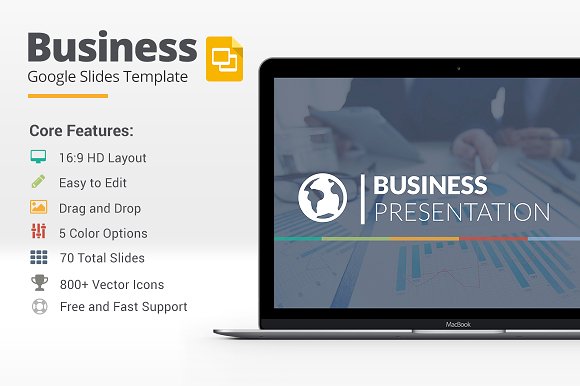 Business
Google Slides Template
Core Features:
16:9 HD Layout
Easy to Edit
Drag and Drop
5 Color Options
70 Total Slides
800+ Vector Icons
Free and Fast Support
BUSINESS
PRESENTATION
MacBook